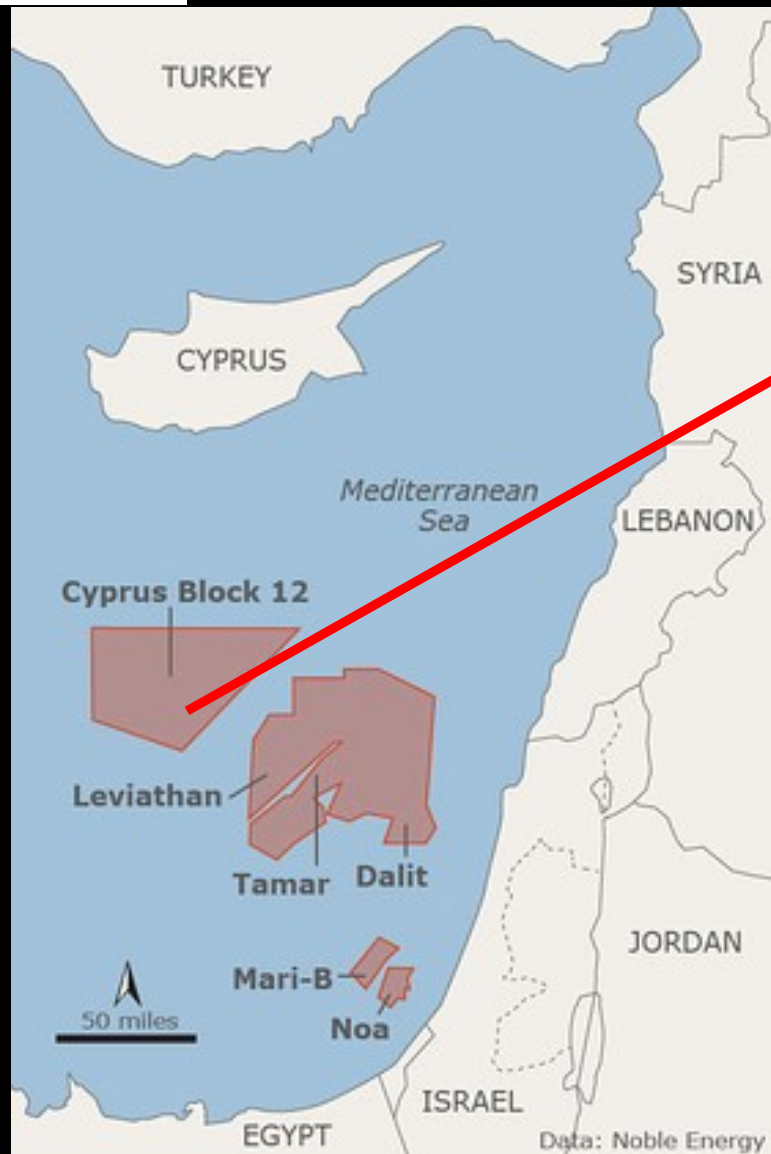 TURKEY
SYRIA
CYPRUS
Mediterranean
Sea
LEBANON
Cyprus Block 12
Leviathan
Tamar
Dalit
JORDAN
Mari-B
50 miles
Noa
ISRAEL
EGYPT
Data: Noble Energy